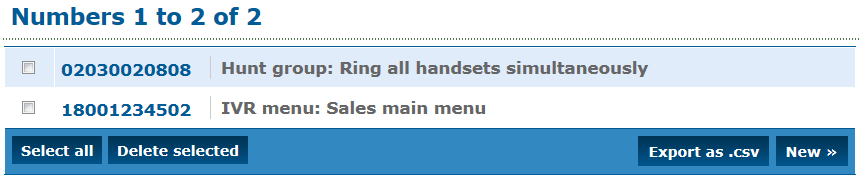 Numbers 1 to 2 of 2
02030020808 Hunt group: Ring all handsets simultaneously
18001234502 IVR menu: Sales main menu
Select all Delete selected Export as .csv New »